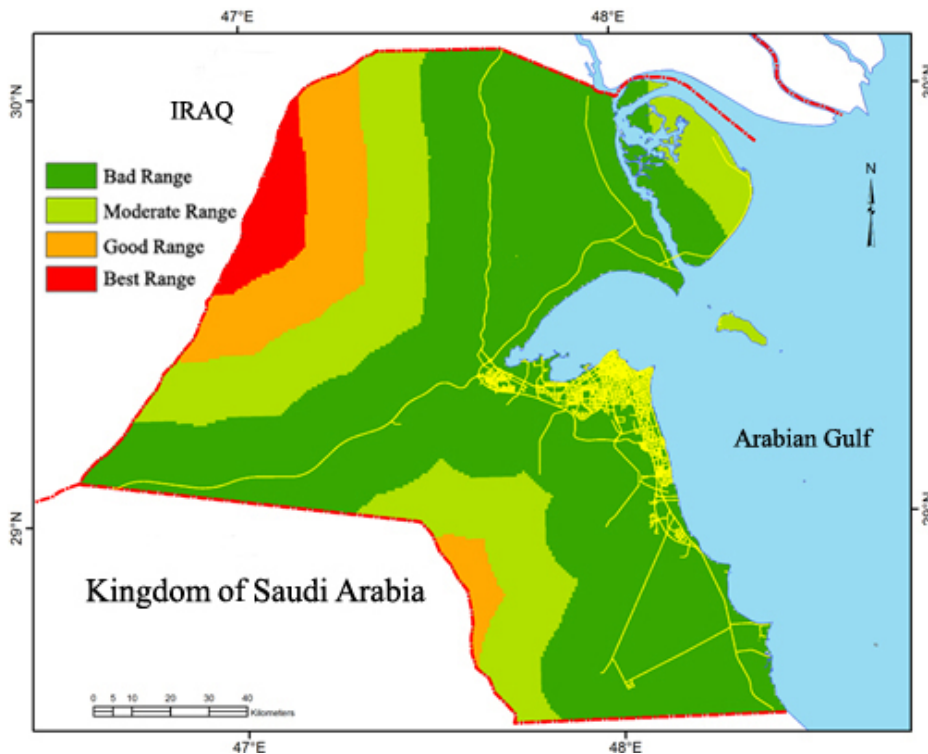 47°E 48°E
30°N 30°N
IRAQ
N
Bad Range
Moderate Range
Good Range
Best Range
Arabian Gulf
29°N 29°N
Kingdom of Saudi Arabia
0 5 10 20 30 40
Kilometers
47°E 48°E